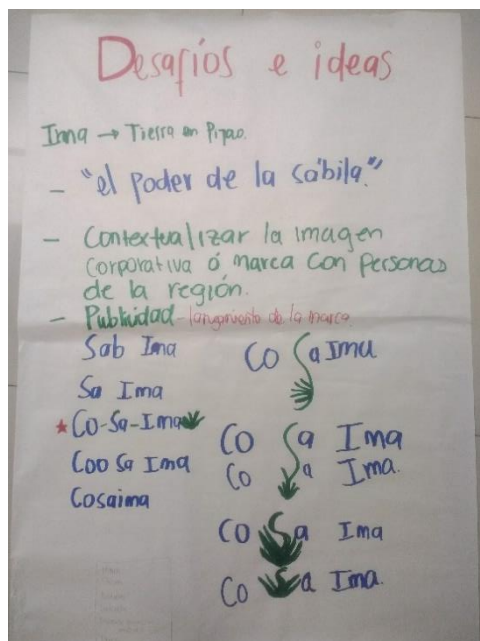 Desafíos e ideas
Ima → Tierra en Pijao.
- "el poder de la sábila."
- Contextualizar la imagen
corporativa ó marca con personas
de la región.
- Publicidad - lanzamiento de la marca
Sab Ima
Sa Ima
Co-Sa-Ima
Coo Sa Ima
Cosaima
Co Sa Ima
Co Sa Ima
Co Sa Ima.
Co Sa Ima
Co Sa Ima.